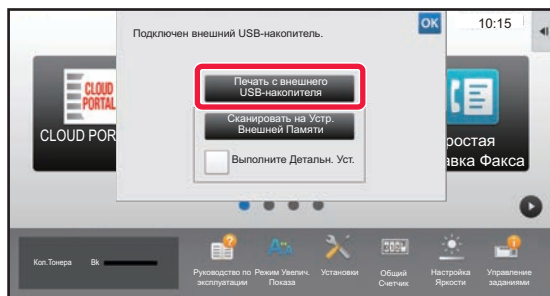 Подключен внешний USB-накопитель.
OK
10:15
Печать с внешнего
USB-накопителя
Сканировать на Устр.
Внешней Памяти
Выполните Детальн. Уст.
CLOUD
PORTAL
CLOUD POR
ростая
авка Факса
Кол.Тонера
Bk
Руководство по
эксплуатации
Режим Увелич.
Показа
Установки
Общий
Счетчик
Настройка
Яркости
Управление
заданиями